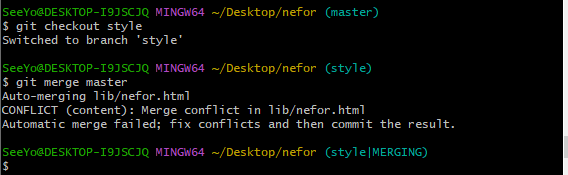 SeeYo@DESKTOP-I9JSCJQ MINGW64 ~/Desktop/nefor (master)
$ git checkout style
Switched to branch 'style'
SeeYo@DESKTOP-I9JSCJQ MINGW64 ~/Desktop/nefor (style)
$ git merge master
Auto-merging lib/nefor.html
CONFLICT (content): Merge conflict in lib/nefor.html
Automatic merge failed; fix conflicts and then commit the result.
SeeYo@DESKTOP-I9JSCJQ MINGW64 ~/Desktop/nefor (style|MERGING)
$